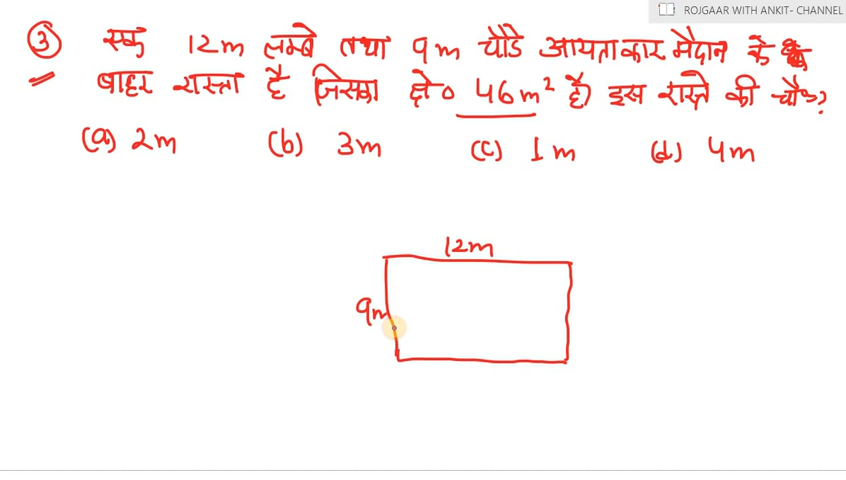 ROJGAAR WITH ANKIT- CHANNEL
③ एक 12m लम्बे तथा 9m चौडे आयताकार मैदान के
बाहर रास्ता है जिसका क्षे० 46m² है। इस रास्ते की चौ०?
(a) 2m (b) 3m (c) 1m (d) 4m
12m
9m